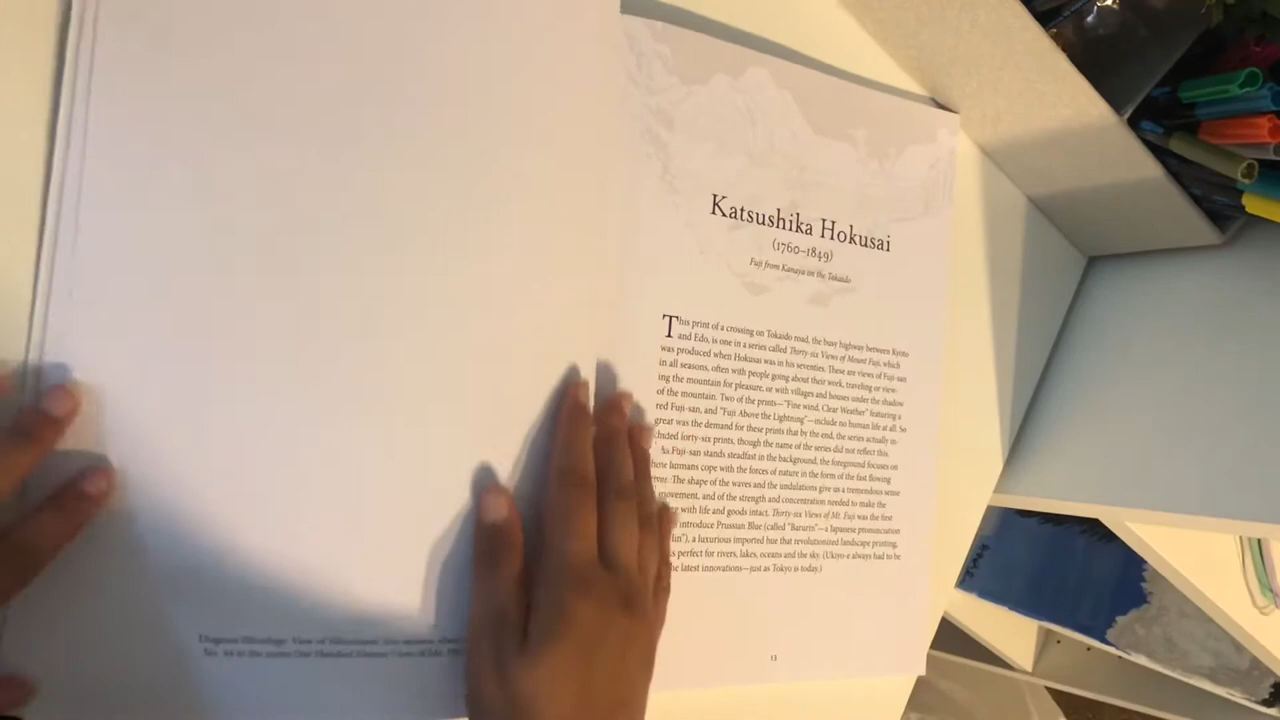 Katsushika Hokusai
(1760–1849)
Fuji from Kanaya on the Tokaido
This print of a crossing on Tokaido road, the busy highway between Kyoto
and Edo, is one in a series called Thirty-six Views of Mount Fuji, which
was produced when Hokusai was in his seventies. These are views of Fuji-san
in all seasons, often with people going about their work, traveling or view-
ing the mountain for pleasure, or with villages and houses under the shadow
of the mountain. Two of the prints—"Fine wind, Clear Weather" featuring a
red Fuji-san, and "Fuji Above the Lightning"—include no human life at all. So
great was the demand for these prints that by the end, the series actually in-
cluded forty-six prints, though the name of the series did not reflect this.
As Fuji-san stands steadfast in the background, the foreground focuses on
how humans cope with the forces of nature in the form of the fast flowing
river. The shape of the waves and the undulations give us a tremendous sense
movement, and of the strength and concentration needed to make the
with life and goods intact. Thirty-six Views of Mt. Fuji was the first
introduce Prussian Blue (called "Barurin"—a Japanese pronunciation
lin"), a luxurious imported hue that revolutionized landscape printing,
s perfect for rivers, lakes, oceans and the sky. (Ukiyo-e always had to be
he latest innovations—just as Tokyo is today.)
13